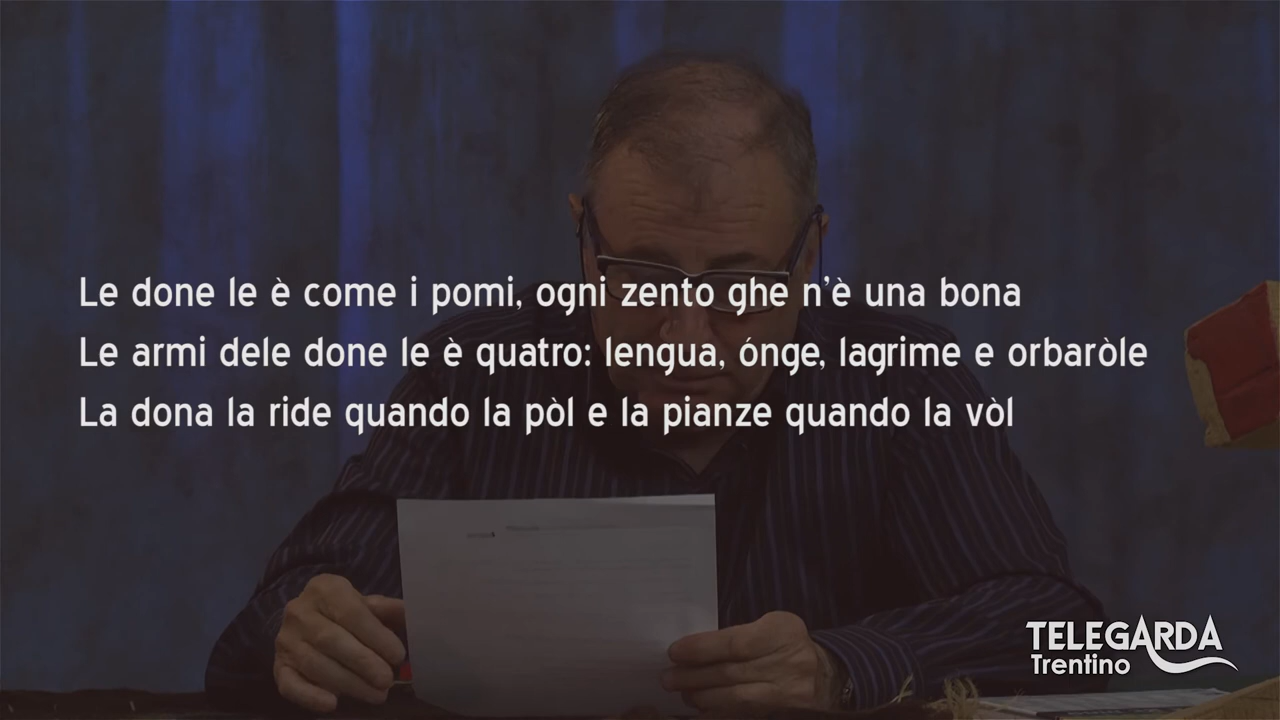 Le done le è come i pomi, ogni zento ghe n'è una bona
Le armi dele done le è quatro: lengua, ónge, lagrime e orbaròle
La dona la ride quando la pòl e la pianze quando la vòl
TELEGARDA
Trentino